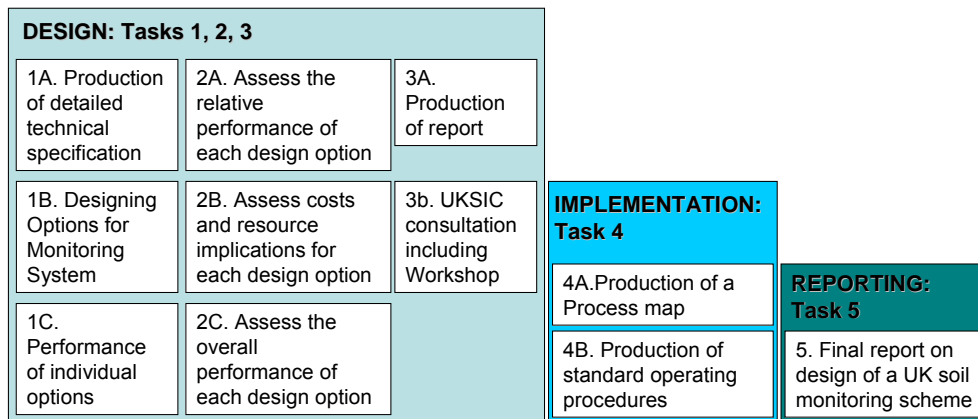 DESIGN: Tasks 1, 2, 3
1A. Production
of detailed
technical
specification
2A. Assess the
relative
performance of
each design option
3A.
Production
of report
1B. Designing
Options for
Monitoring
System
2B. Assess costs
and resource
implications for
each design option
3b. UKSIC
consultation
including
Workshop
1C.
Performance
of individual
options
2C. Assess the
overall
performance of
each design option
IMPLEMENTATION:
Task 4
4A.Production of a
Process map
4B. Production of
standard operating
procedures
REPORTING:
Task 5
5. Final report on
design of a UK soil
monitoring scheme